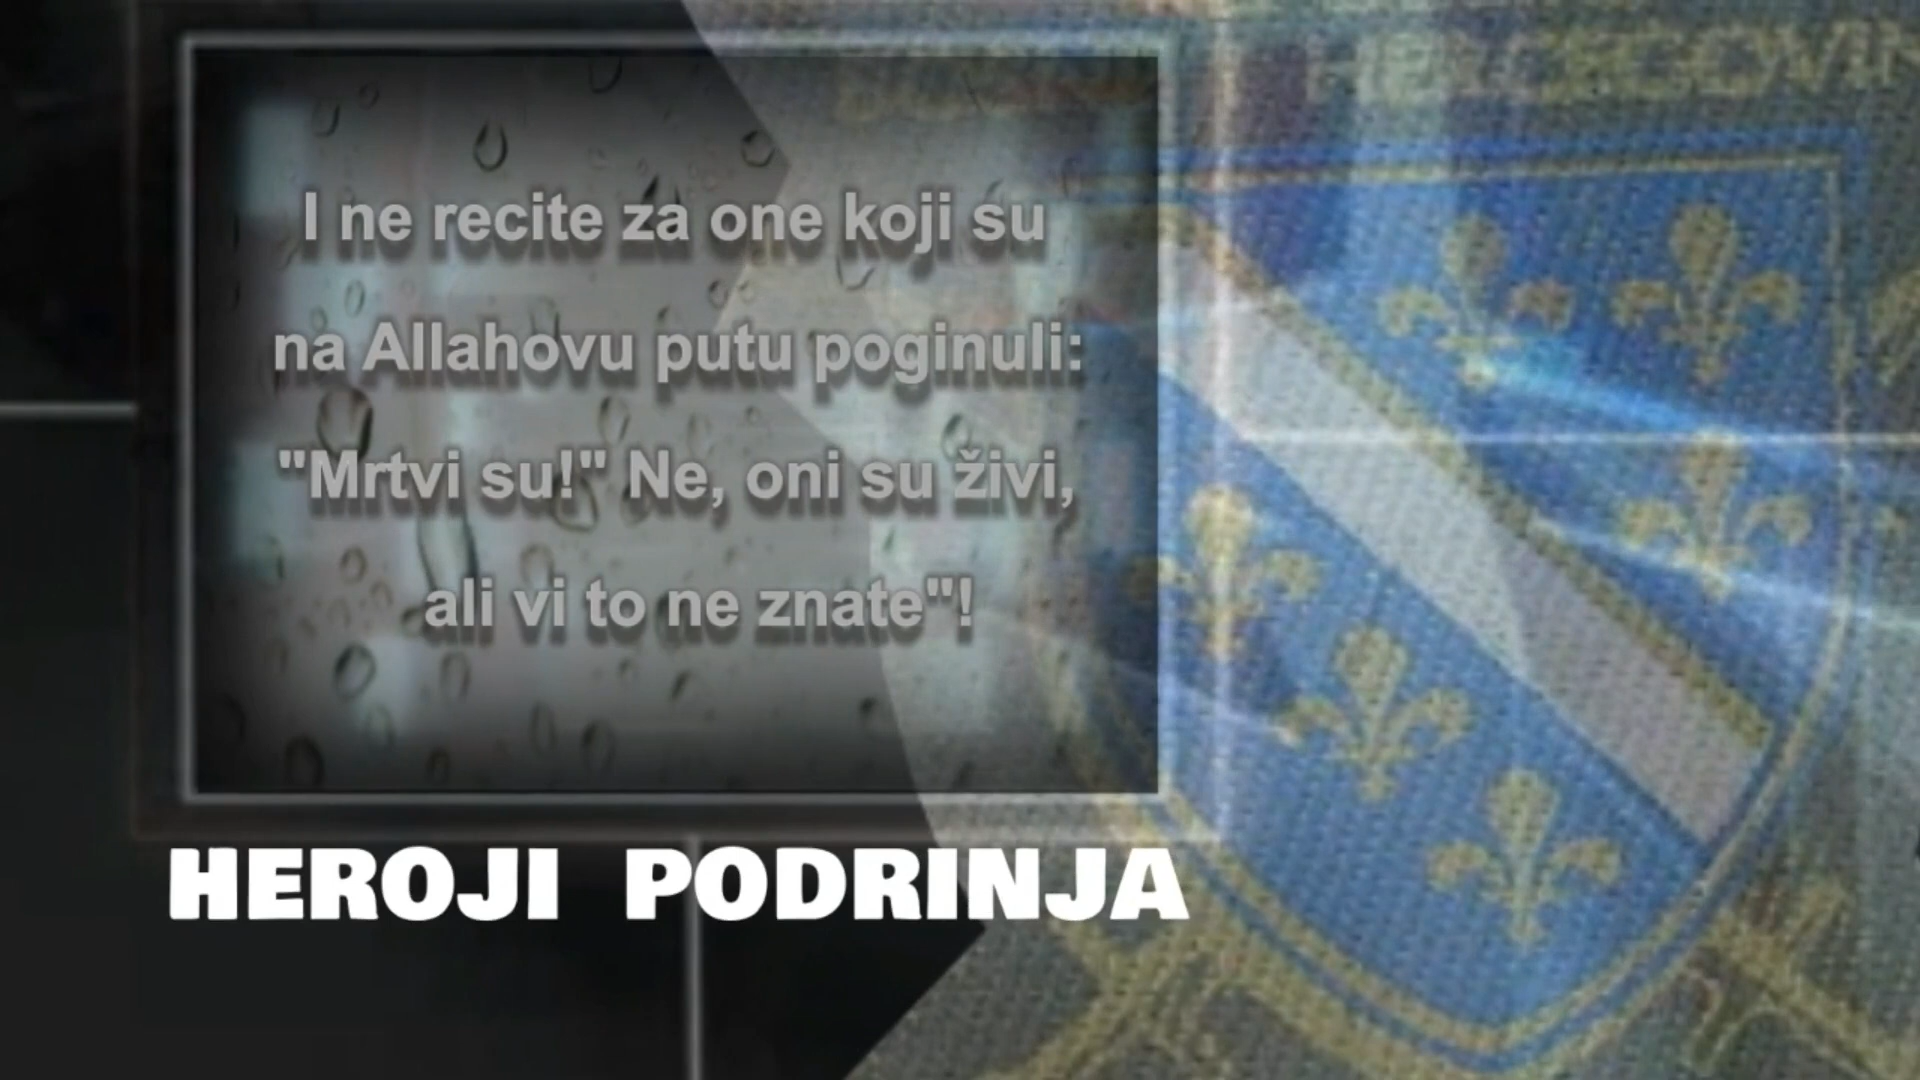 HERCEGOVIN
I ne recite za one koji su
na Allahovu putu poginuli:
"Mrtvi su!" Ne, oni su živi,
ali vi to ne znate"!
HEROJI PODRINJA